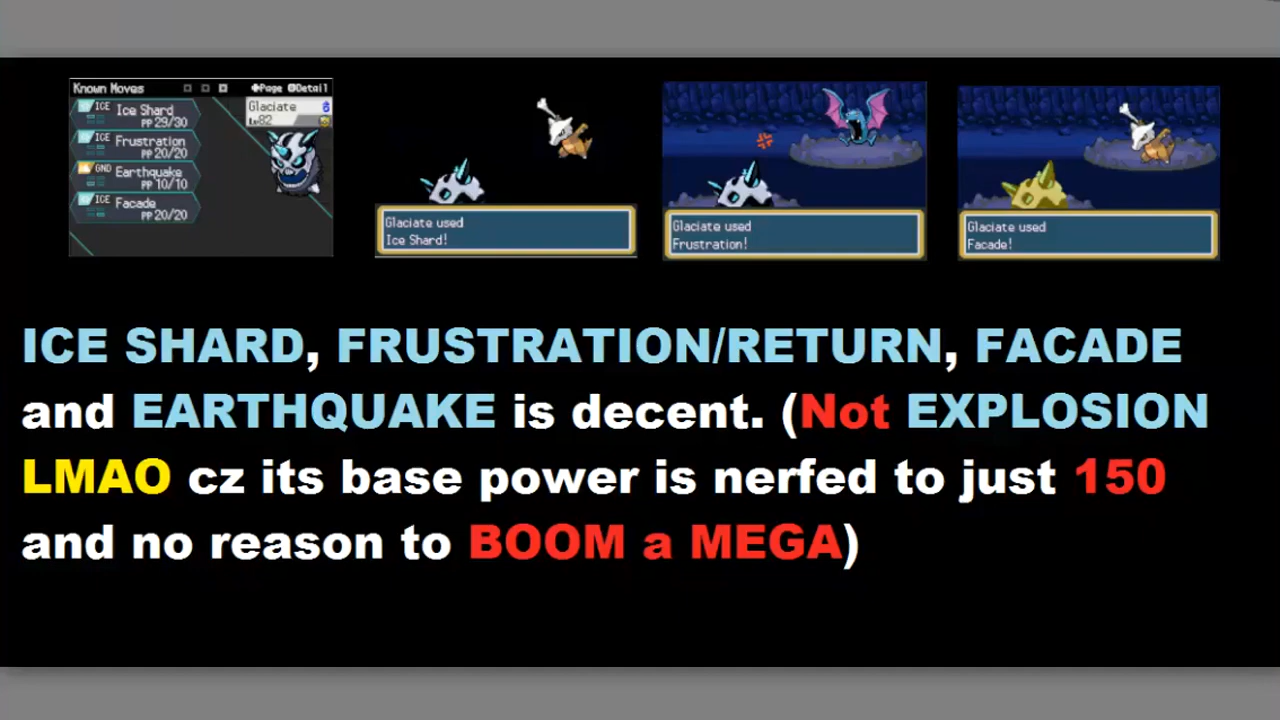 Known Moves
Page Detail
ICE Ice Shard
PP 29/30
ICE Frustration
PP 20/20
GND Earthquake
PP 10/10
ICE Facade
PP 20/20
Glaciate
Lv82
Glaciate used
Ice Shard!
Glaciate used
Frustration!
Glaciate used
Facade!
ICE SHARD, FRUSTRATION/RETURN, FACADE
and EARTHQUAKE is decent. (Not EXPLOSION
LMAO cz its base power is nerfed to just 150
and no reason to BOOM a MEGA)